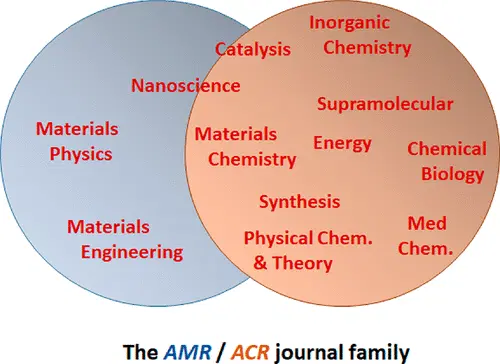 Inorganic
Chemistry
Catalysis
Nanoscience
Supramolecular
Materials
Physics
Materials
Chemistry
Energy
Chemical
Biology
Synthesis
Materials
Engineering
Physical Chem.
& Theory
Med
Chem.
The AMR / ACR journal family